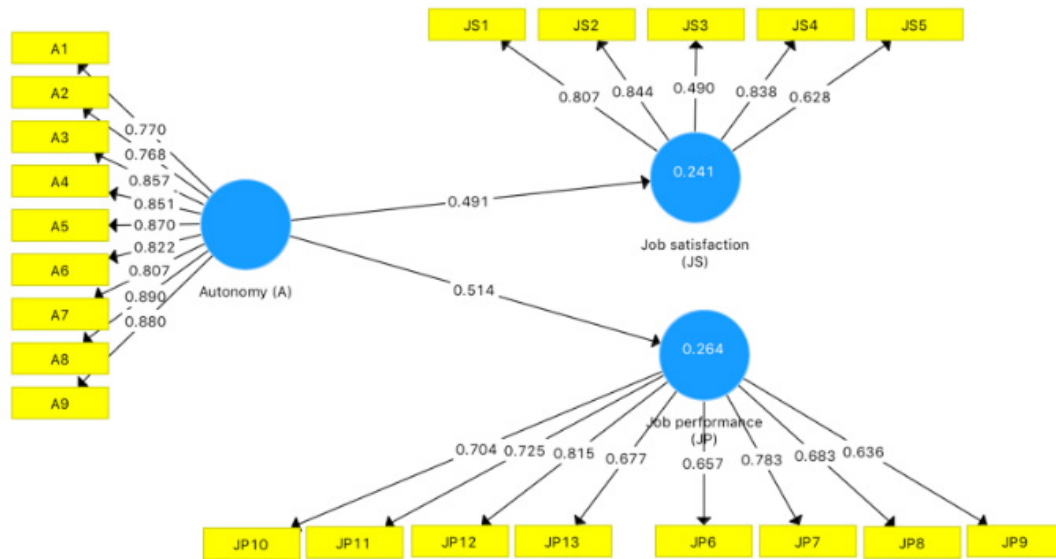 A1
A2
A3
A4
A5
A6
A7
A8
A9
0.770
0.768
0.857
0.851
0.870
0.822
0.807
0.890
0.880
Autonomy (A)
JS1
JS2
JS3
JS4
JS5
0.807
0.844
0.490
0.838
0.628
0.241
Job satisfaction
(JS)
0.491
0.514
0.264
Job performance
(JP)
0.704
0.725
0.815
0.677
0.657
0.783
0.683
0.636
JP10
JP11
JP12
JP13
JP6
JP7
JP8
JP9